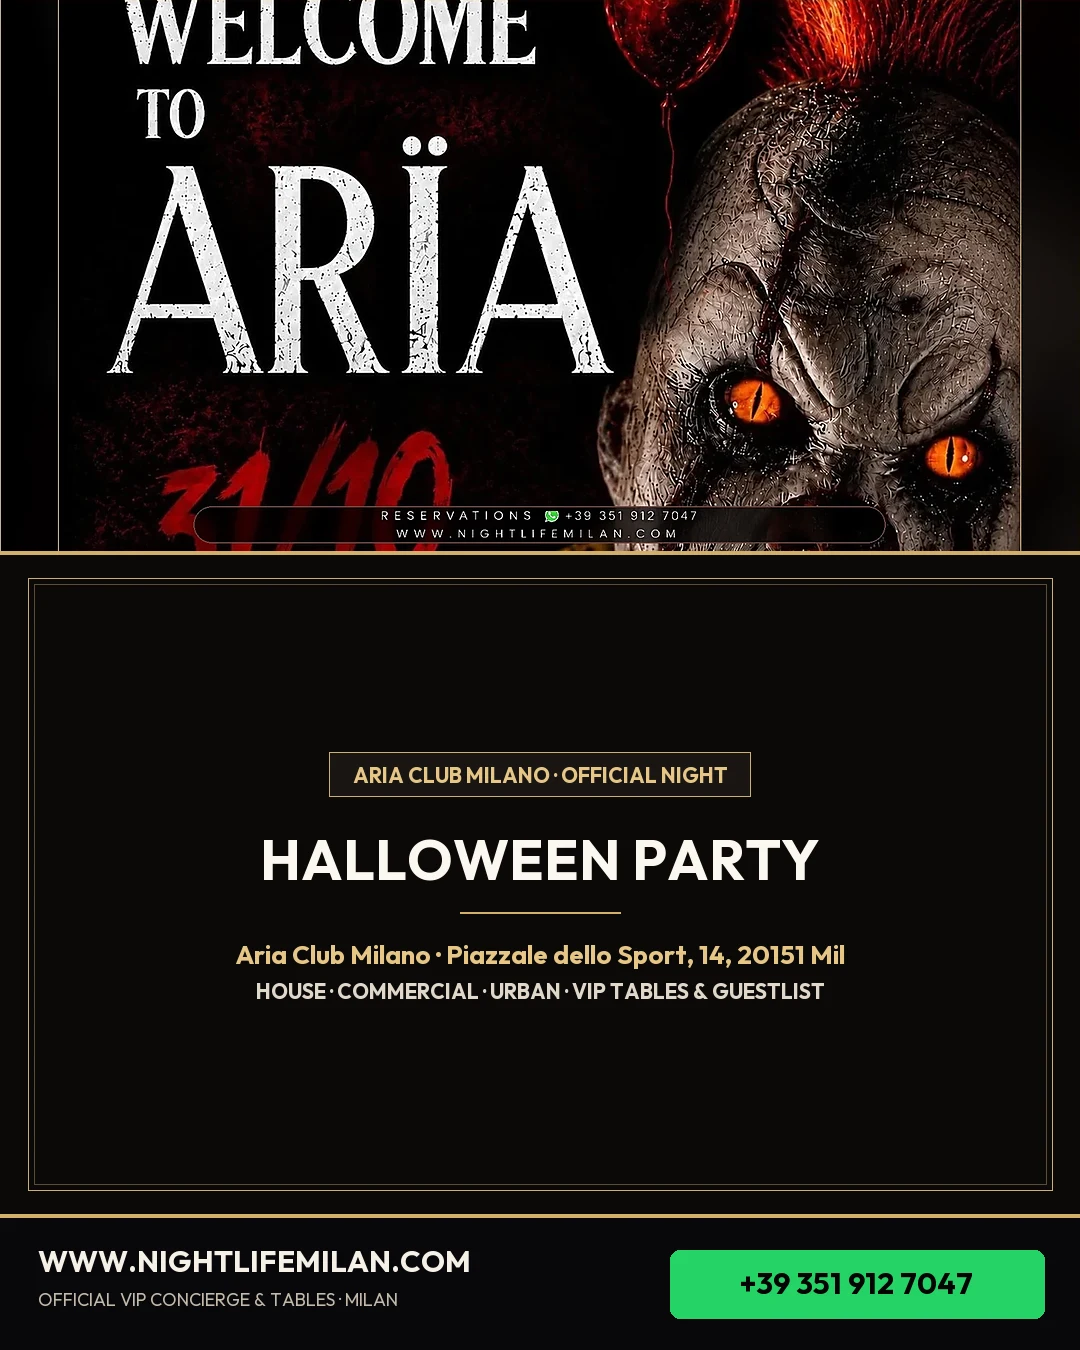 WELCOME
TO
ARÏA
31/10
RESERVATIONS +39 351 912 7047
WWW.NIGHTLIFEMILAN.COM
ARIA CLUB MILANO · OFFICIAL NIGHT
HALLOWEEN PARTY
Aria Club Milano · Piazzale dello Sport, 14, 20151 Mil
HOUSE · COMMERCIAL · URBAN · VIP TABLES & GUESTLIST
WWW.NIGHTLIFEMILAN.COM
+39 351 912 7047
OFFICIAL VIP CONCIERGE & TABLES · MILAN